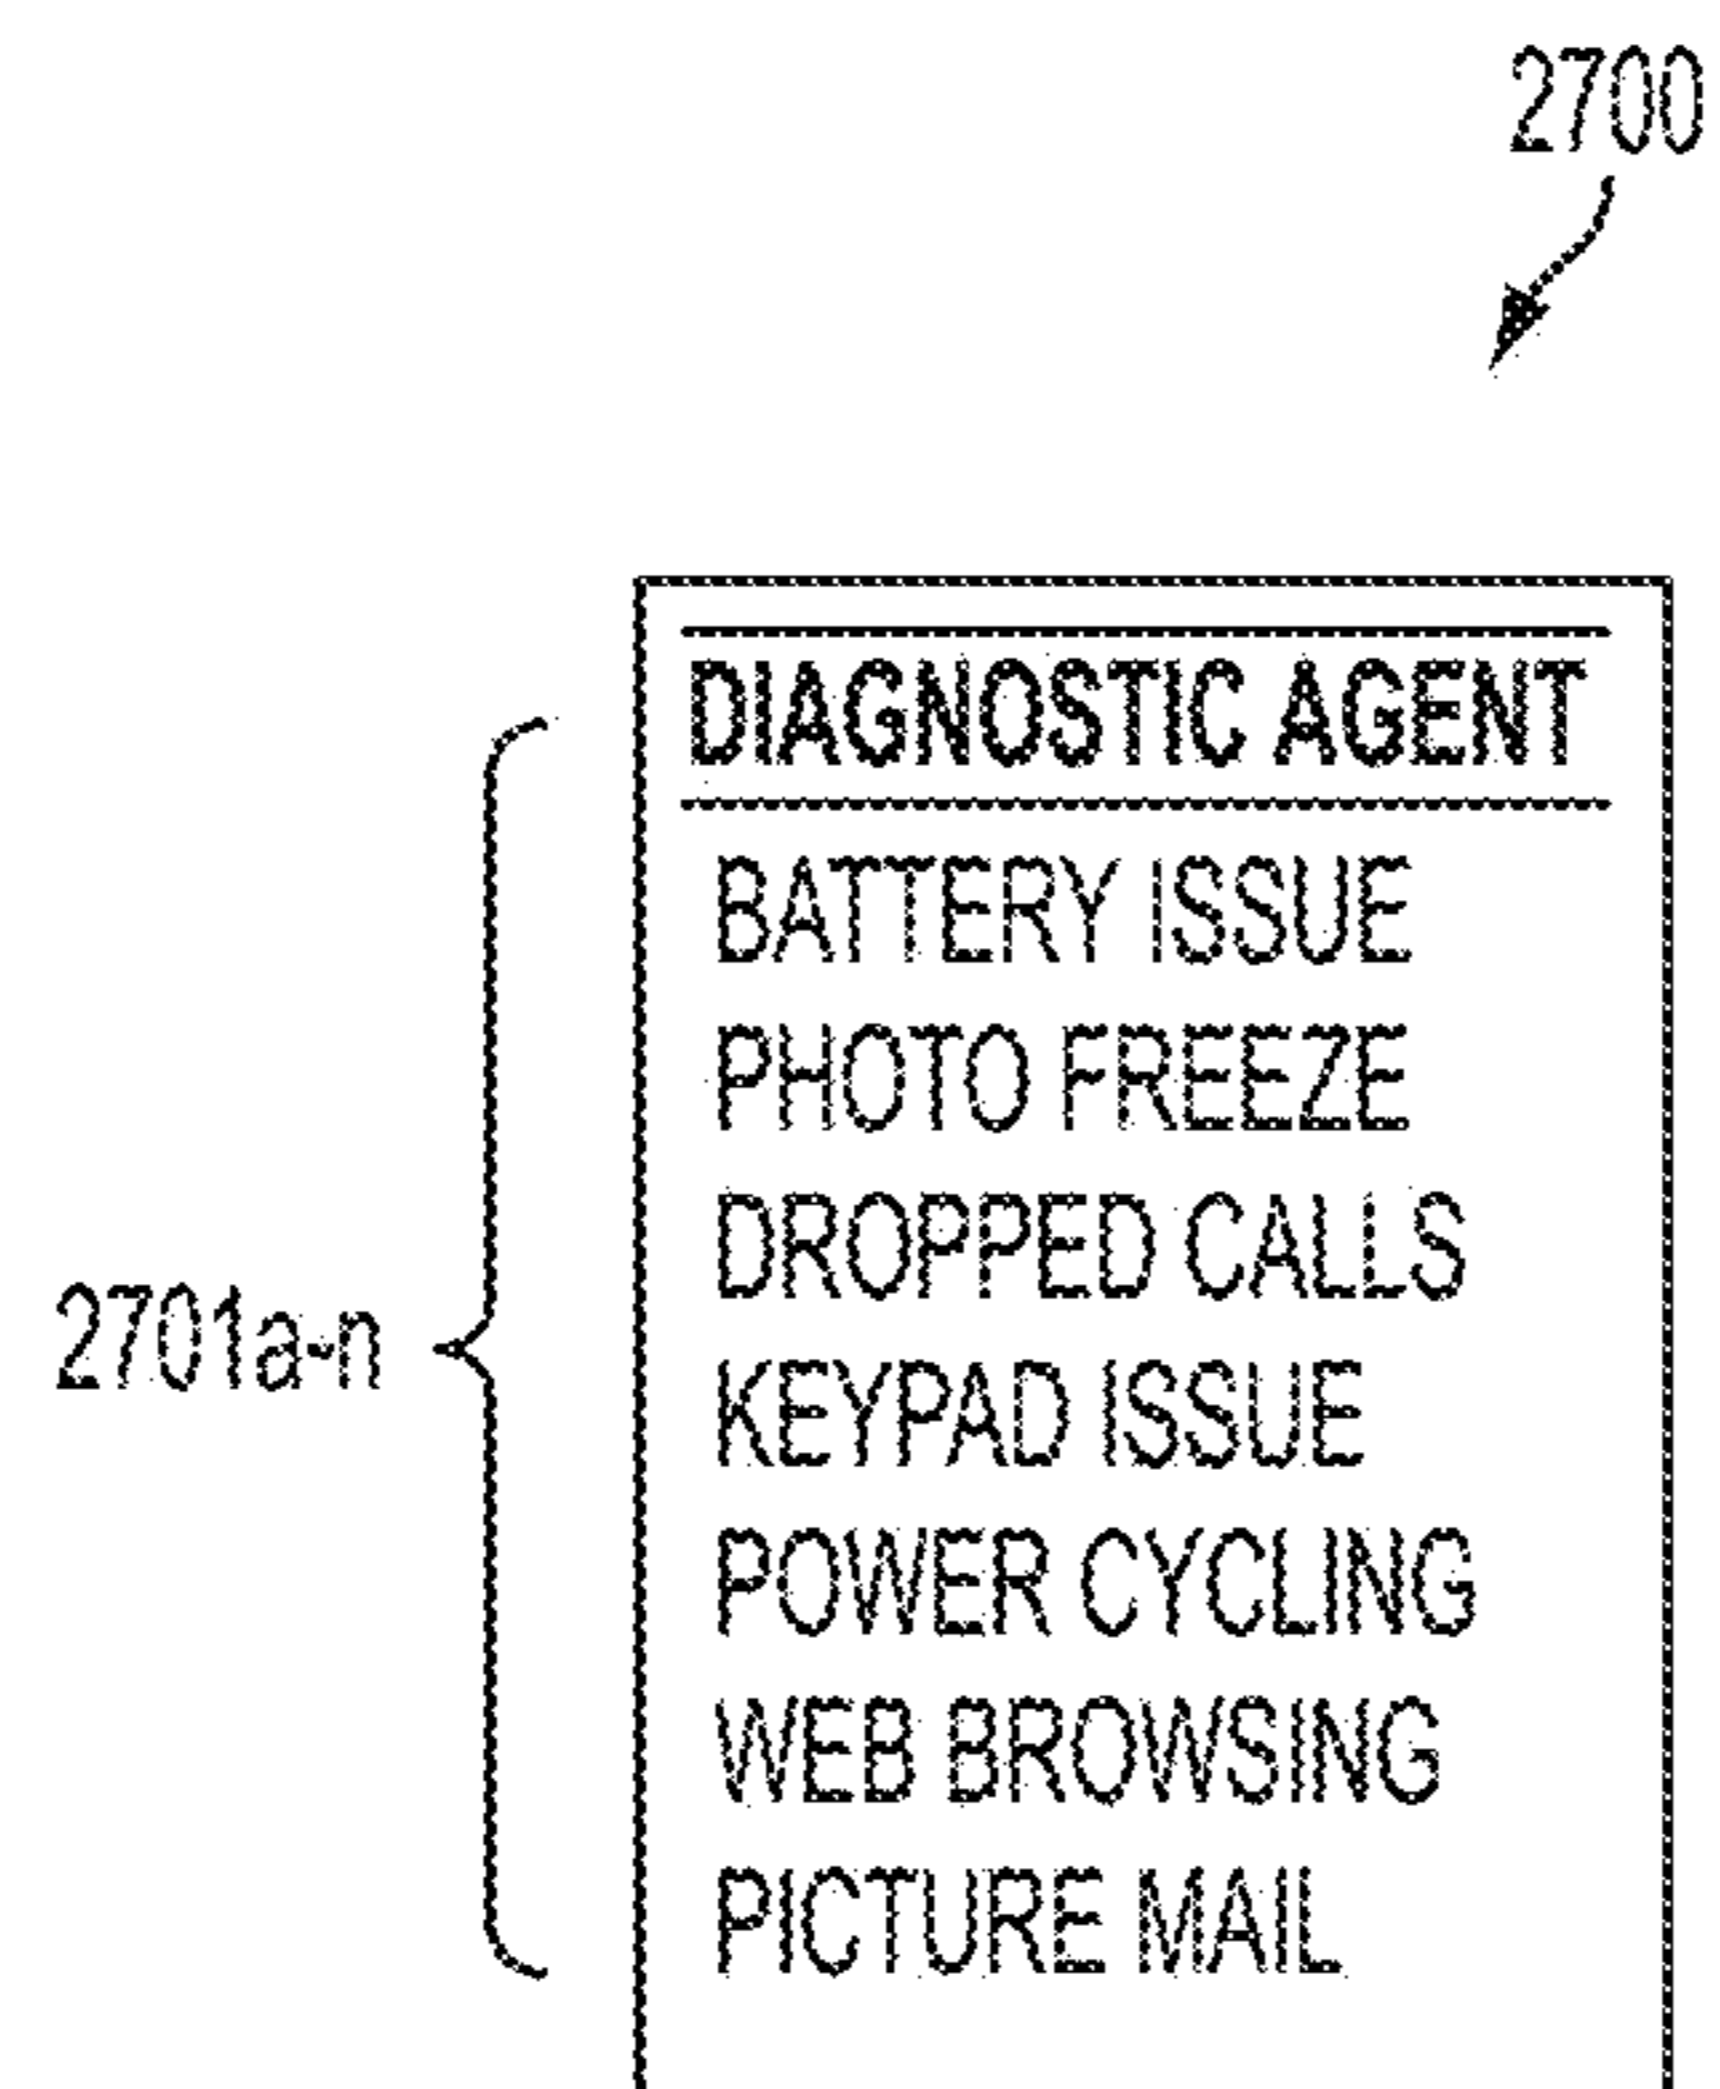 2700
DIAGNOSTIC AGENT
BATTERY ISSUE
PHOTO FREEZE
DROPPED CALLS
2701a-n
KEYPAD ISSUE
POWER CYCLING
WEB BROWSING
PICTURE MAIL